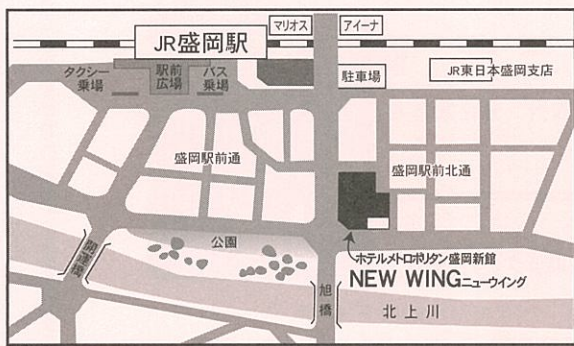 マリオス
アイーナ
JR盛岡駅
タクシー
乗場
駅前
広場
バス
乗場
駐車場
JR東日本盛岡支店
盛岡駅前通
盛岡駅前北通
公園
開運橋
ホテルメトロポリタン盛岡新館
NEW WINGニューウイング
旭橋
北上川